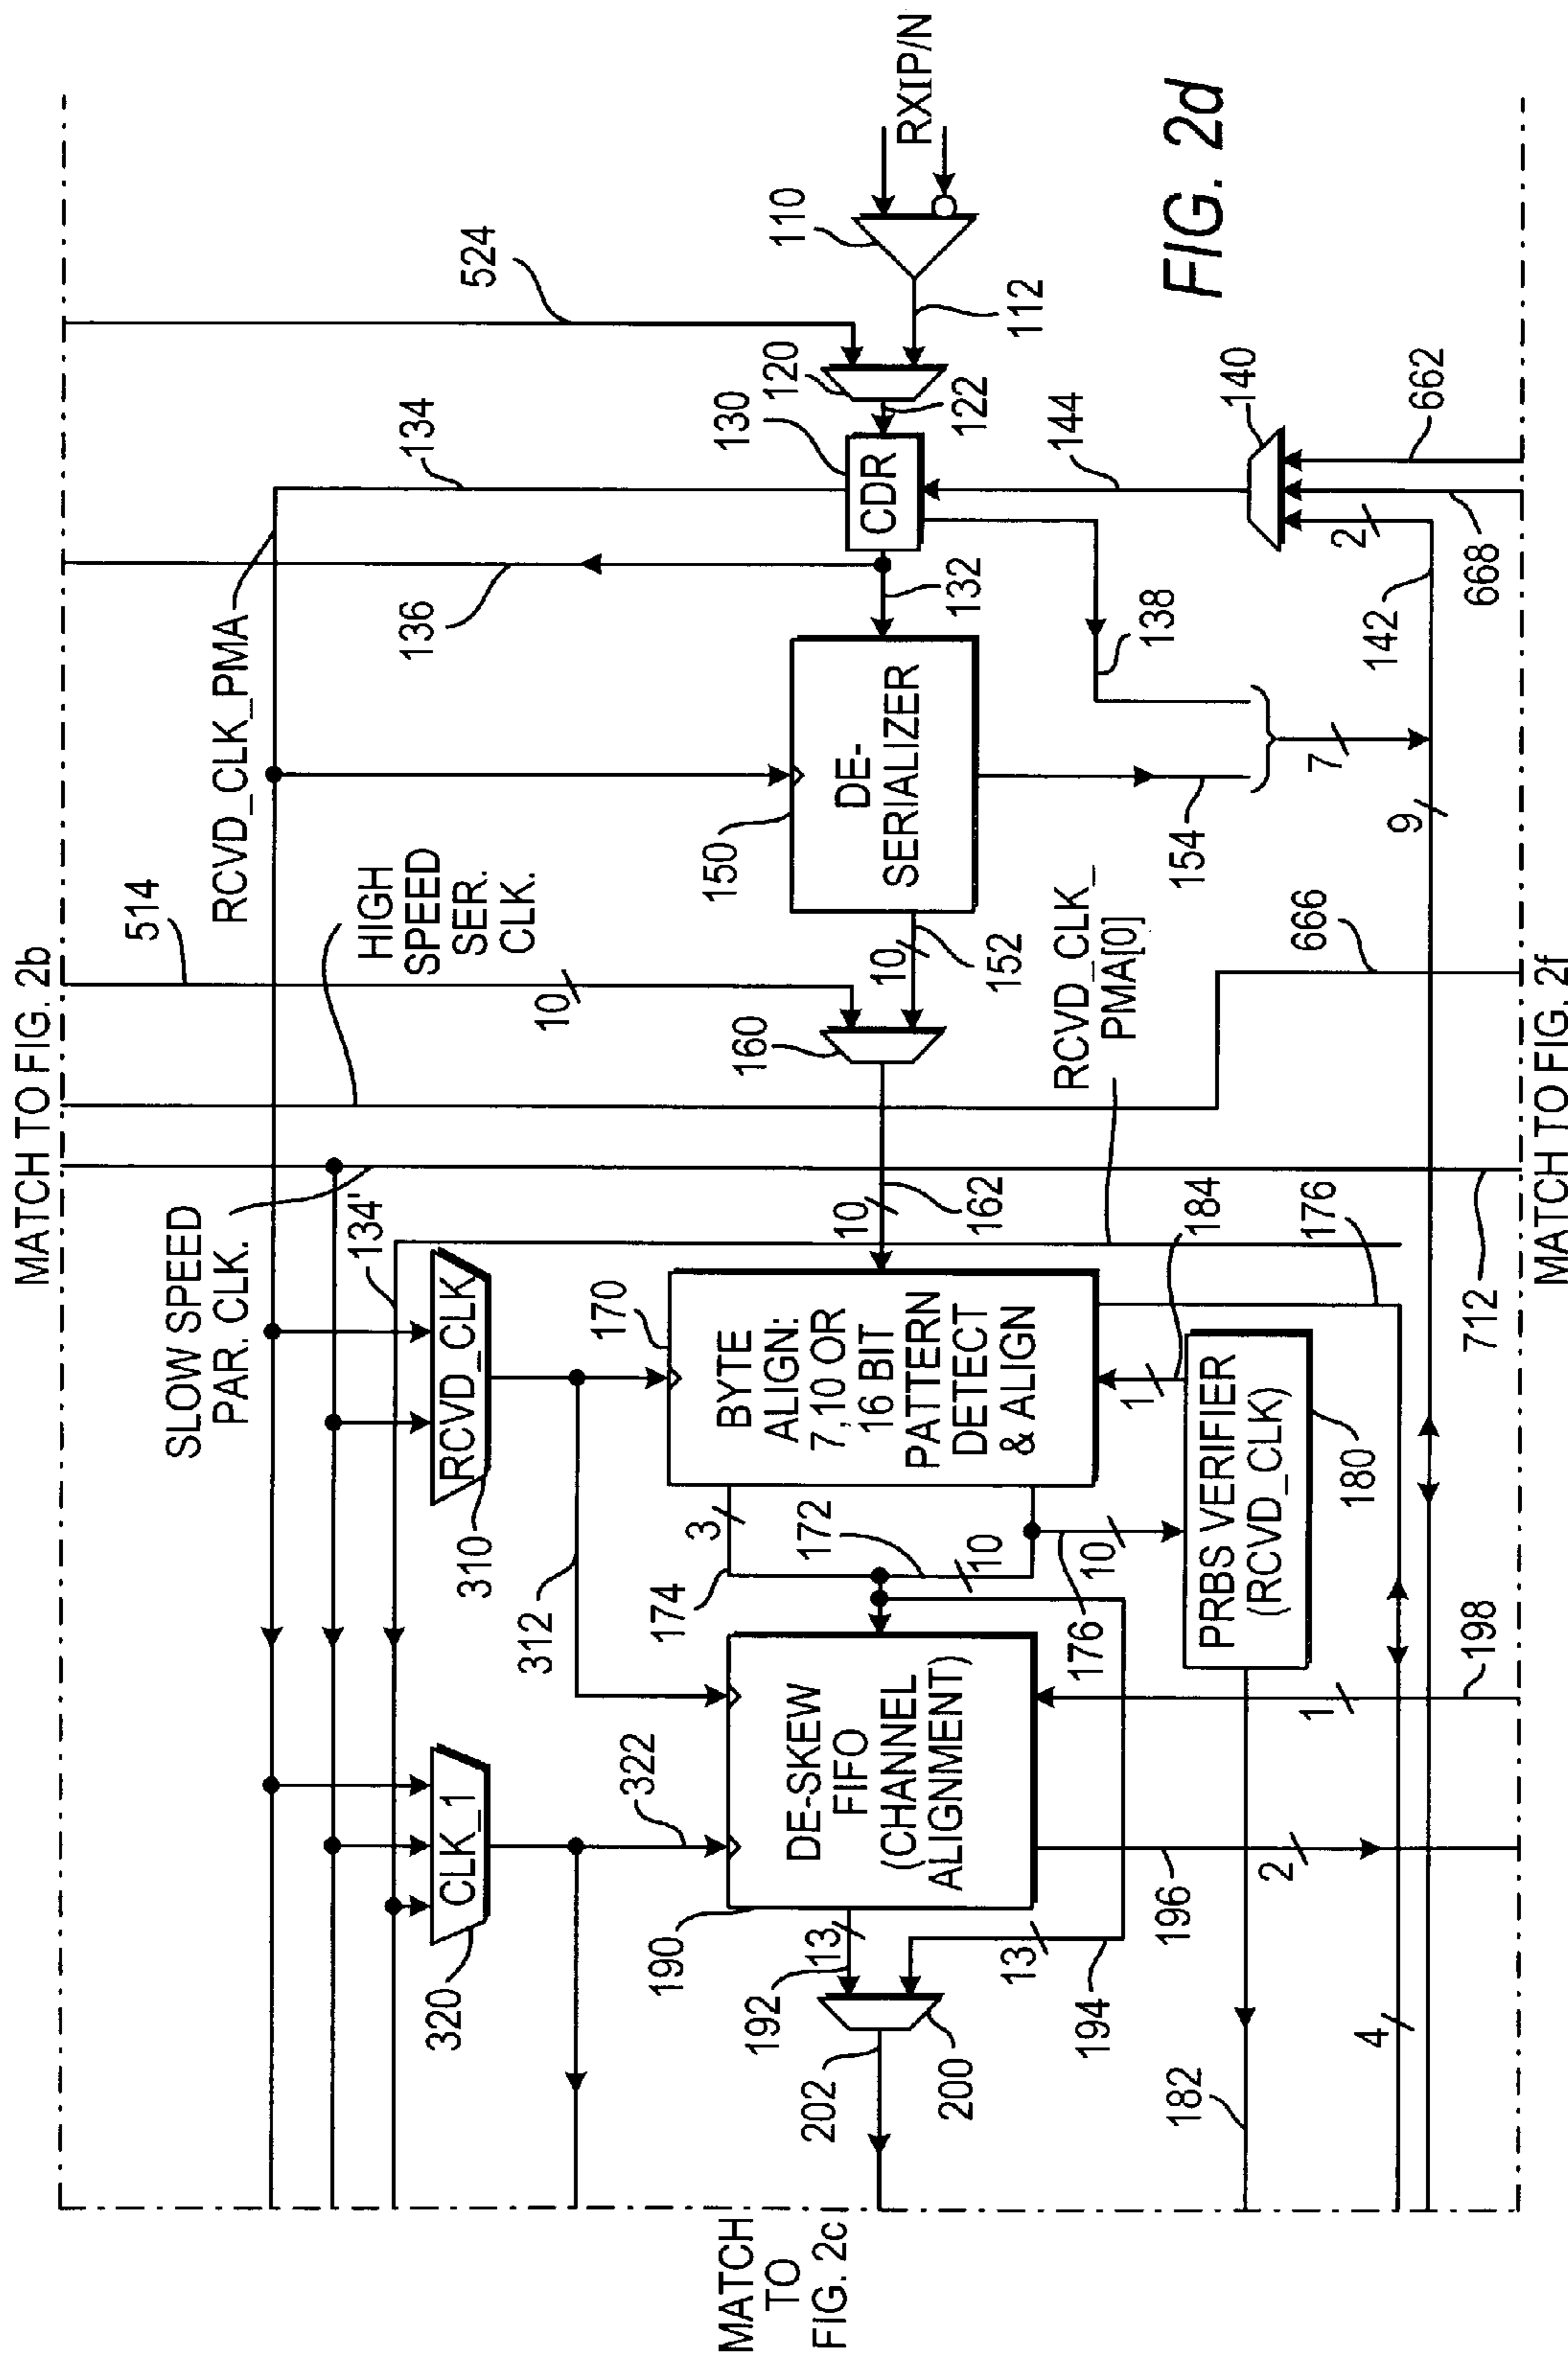 MATCH TO FIG. 2b
SLOW SPEED
PAR. CLK.
134'
514
HIGH
SPEED
SER.
CLK.
RCVD_CLK_PMA
136
134
524
320
CLK_1
310
RCVD_CLK
312
322
170
BYTE
ALIGN:
7,10 OR
16 BIT
PATTERN
DETECT
& ALIGN
10
162
160
10
10
152
150
DE-
SERIALIZER
132
130
CDR
120
122
112
110
RXIP/N
MATCH
TO
FIG. 2c
202
200
192
13
13
194
190
DE-SKEW
FIFO
(CHANNEL
ALIGNMENT)
174
3
172
10
176
10
PRBS VERIFIER
(RCVD_CLK)
180
1
184
176
RCVD_CLK_
PMA[0]
154
138
144
140
FIG. 2d
182
4
196
2
1
198
712
666
9
7
142
2
668
662
MATCH TO FIG. 2f